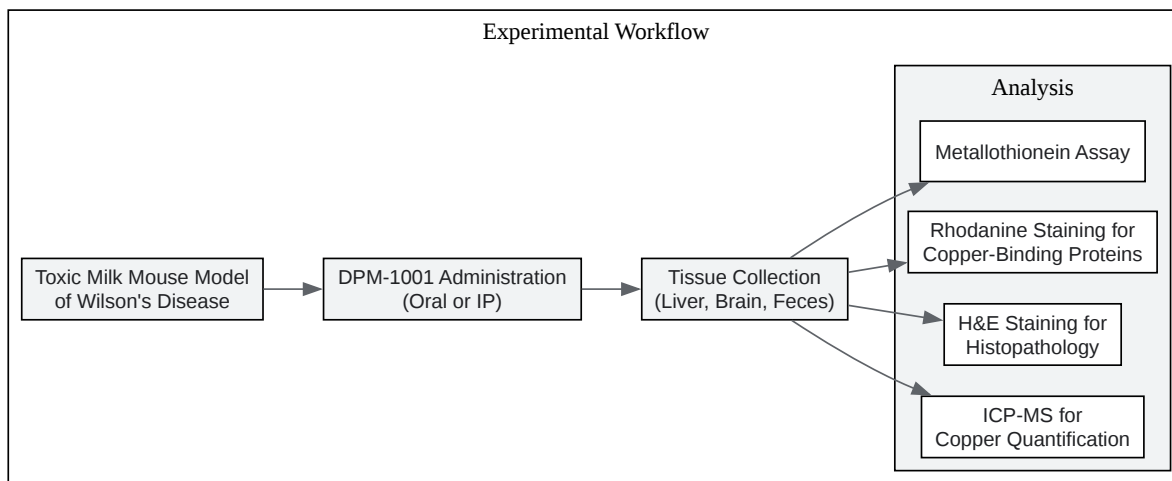 Experimental Workflow
Analysis
Metallothionein Assay
Rhodanine Staining for
Copper-Binding Proteins
Toxic Milk Mouse Model
of Wilson's Disease
DPM-1001 Administration
(Oral or IP)
Tissue Collection
(Liver, Brain, Feces)
H&E Staining for
Histopathology
ICP-MS for
Copper Quantification